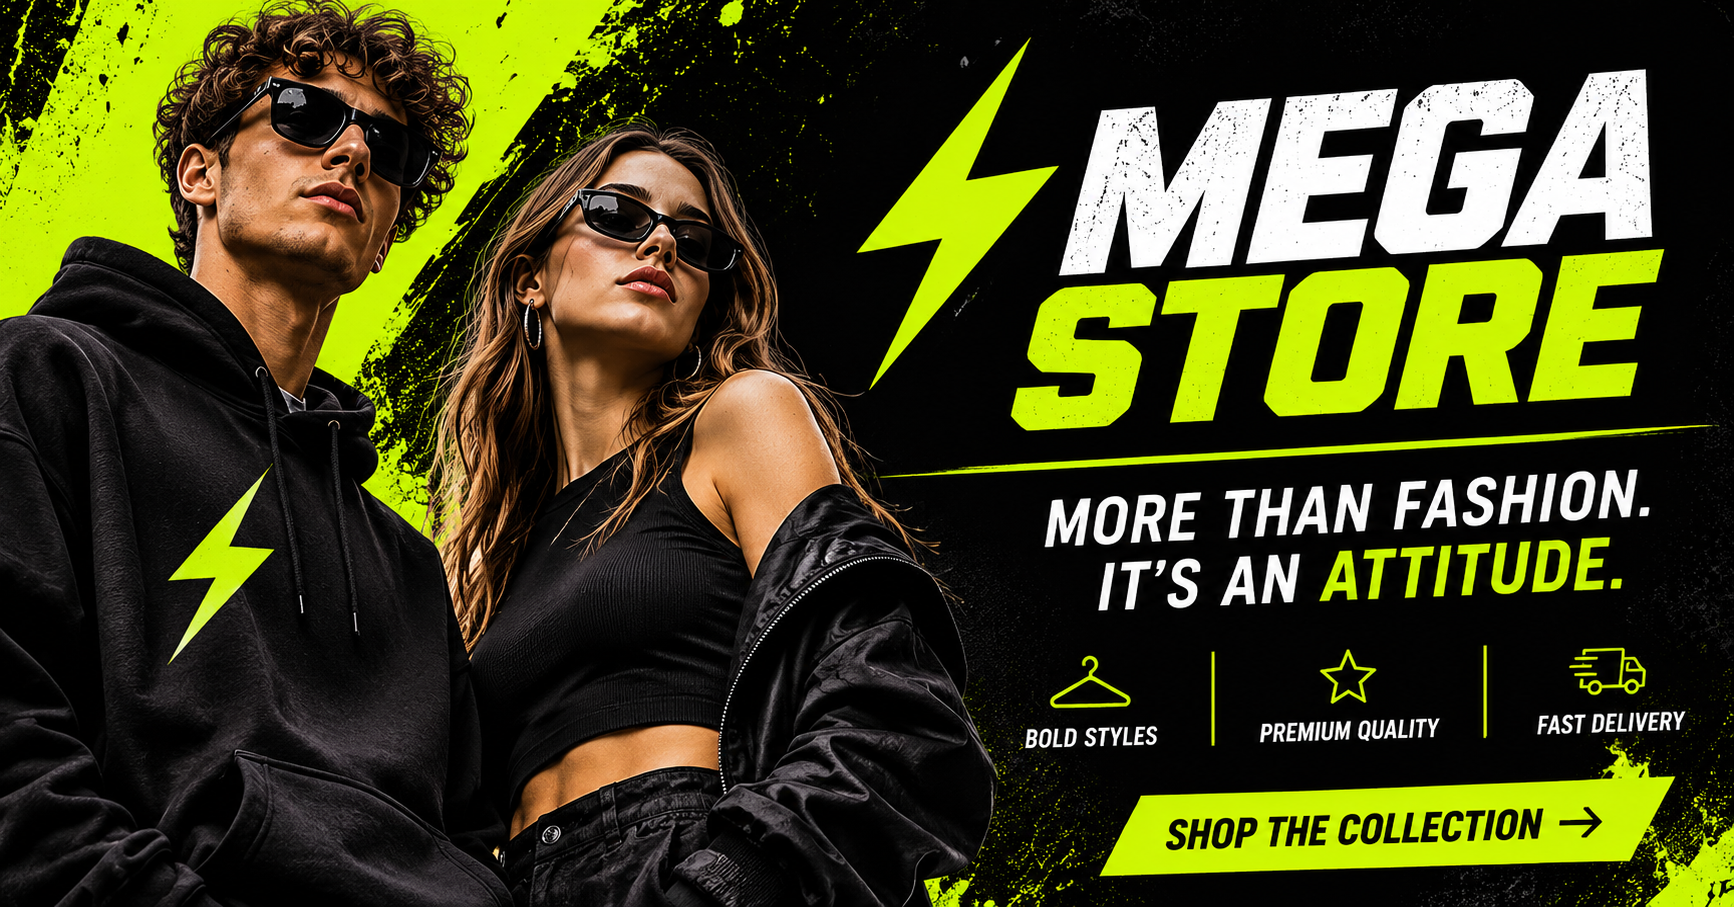 MEGA
STORE
MORE THAN FASHION.
IT'S AN ATTITUDE.
BOLD STYLES
PREMIUM QUALITY
FAST DELIVERY
SHOP THE COLLECTION →